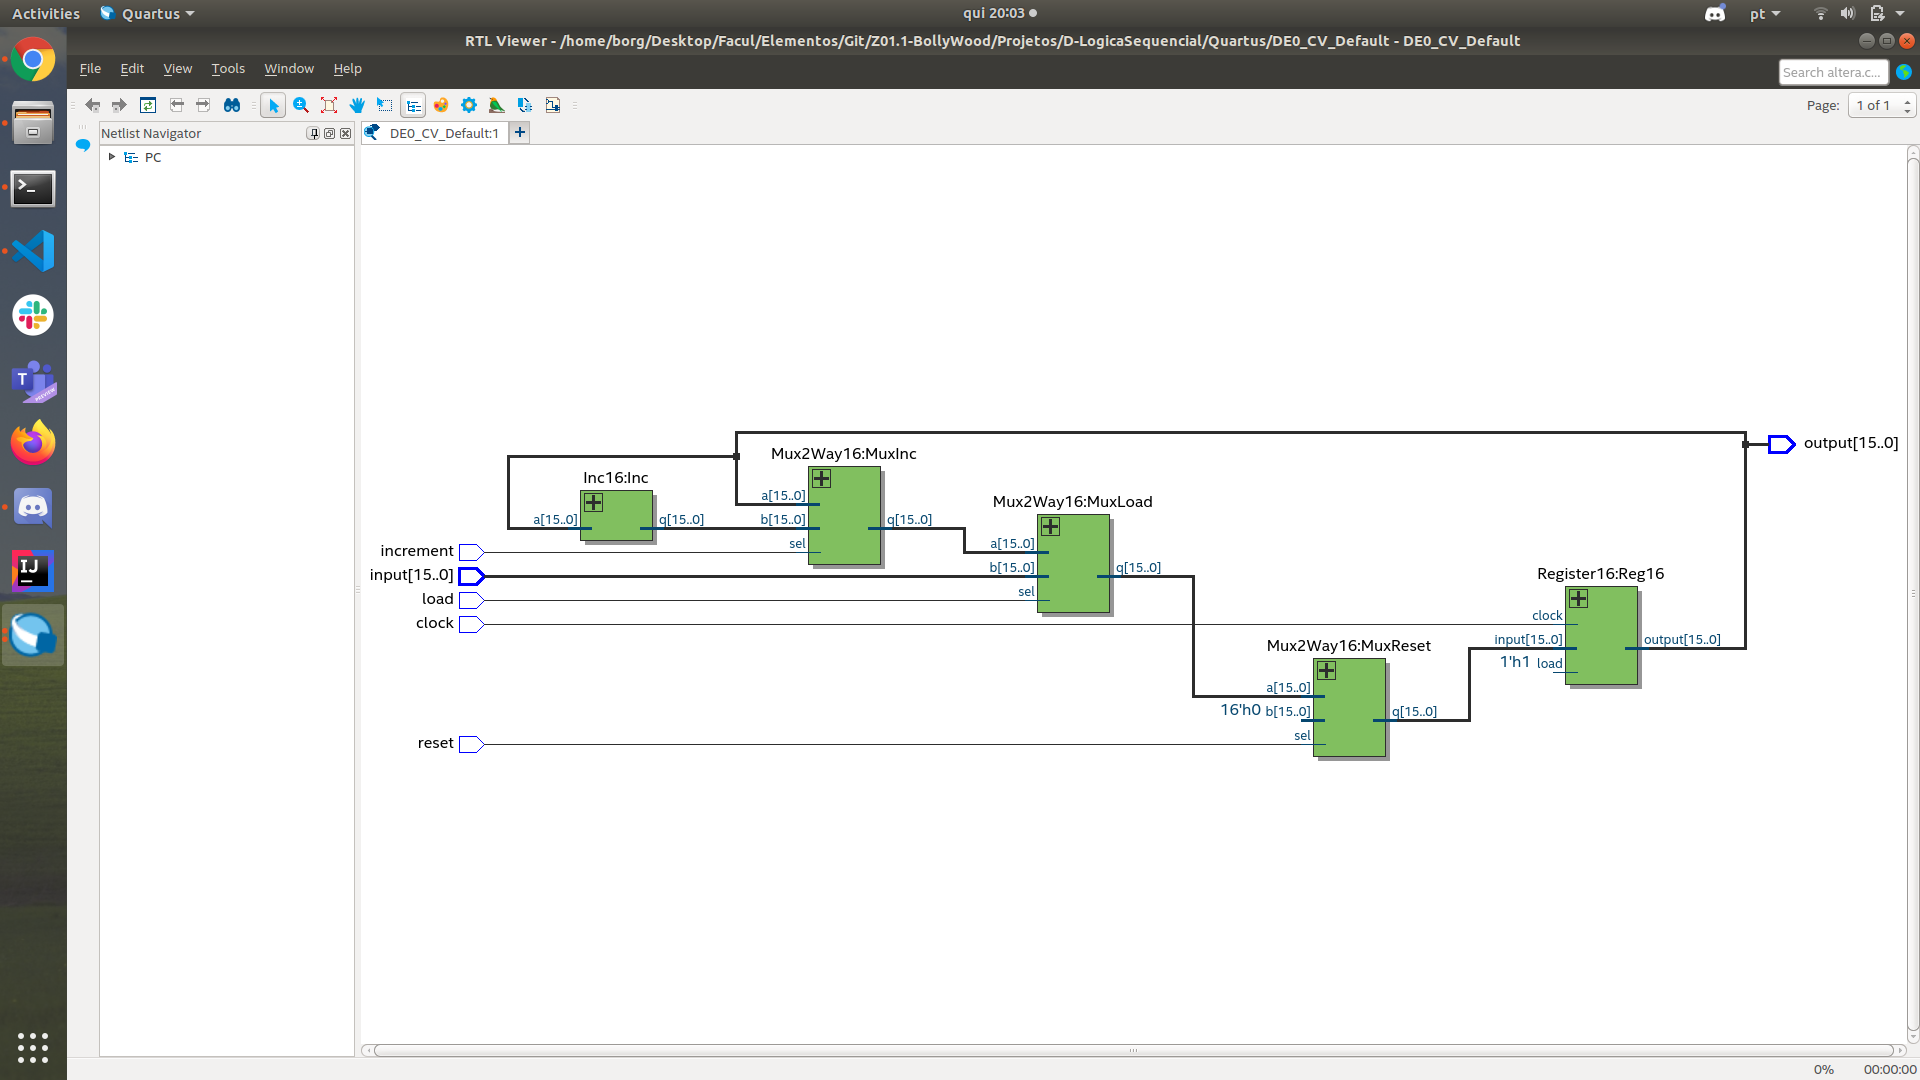 Activities Quartus qui 20:03 pt
RTL Viewer - /home/borg/Desktop/Facul/Elementos/Git/Z01.1-BollyWood/Projetos/D-LogicaSequencial/Quartus/DE0_CV_Default - DE0_CV_Default
File Edit View Tools Window Help Search altera.c...
Page: 1 of 1
Netlist Navigator DE0_CV_Default:1
PC
output[15..0]
Mux2Way16:MuxInc
Inc16:Inc
a[15..0]
Mux2Way16:MuxLoad
a[15..0] q[15..0] b[15..0] q[15..0]
sel a[15..0]
increment
input[15..0] b[15..0] q[15..0]
Register16:Reg16
load sel
clock clock
Mux2Way16:MuxReset input[15..0] output[15..0]
1'h1 load
a[15..0]
16'h0 b[15..0] q[15..0]
reset sel
T
PREVIEW
IJ
0% 00:00:00